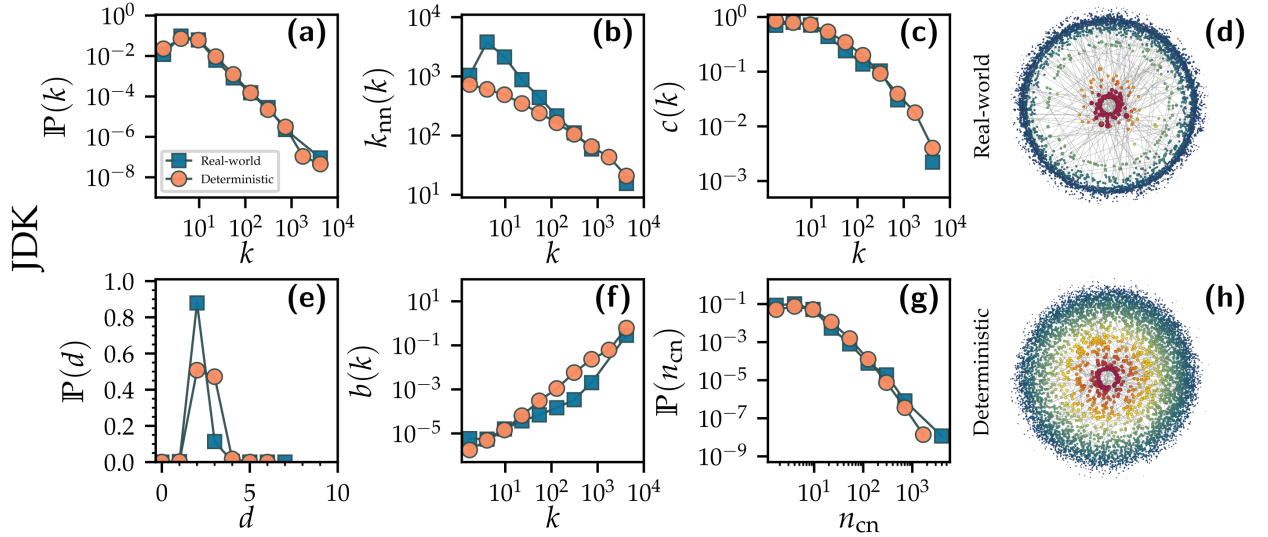 JDK
(a)
ℙ(k)
10^0
10^-2
10^-4
10^-6
10^-8
Real-world
Deterministic
10^1 10^2 10^3 10^4
k
(b)
k_nn(k)
10^4
10^3
10^2
10^1
10^1 10^2 10^3 10^4
k
(c)
c(k)
10^0
10^-1
10^-2
10^-3
10^1 10^2 10^3 10^4
k
(d)
Real-world
(e)
ℙ(d)
1.0
0.8
0.6
0.4
0.2
0.0
0 5 10
d
(f)
b(k)
10^1
10^-1
10^-3
10^-5
10^1 10^2 10^3 10^4
k
(g)
ℙ(n_cn)
10^-1
10^-3
10^-5
10^-7
10^-9
10^1 10^2 10^3
n_cn
(h)
Deterministic